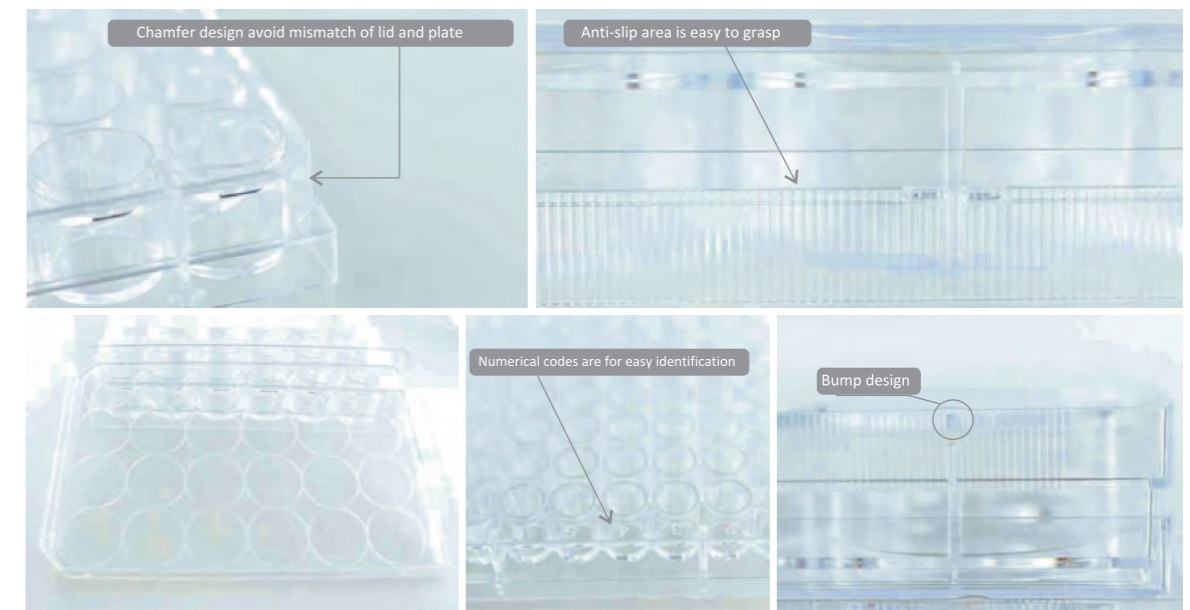 Chamfer design avoid mismatch of lid and plate
Anti-slip area is easy to grasp
Numerical codes are for easy identification
Bump design